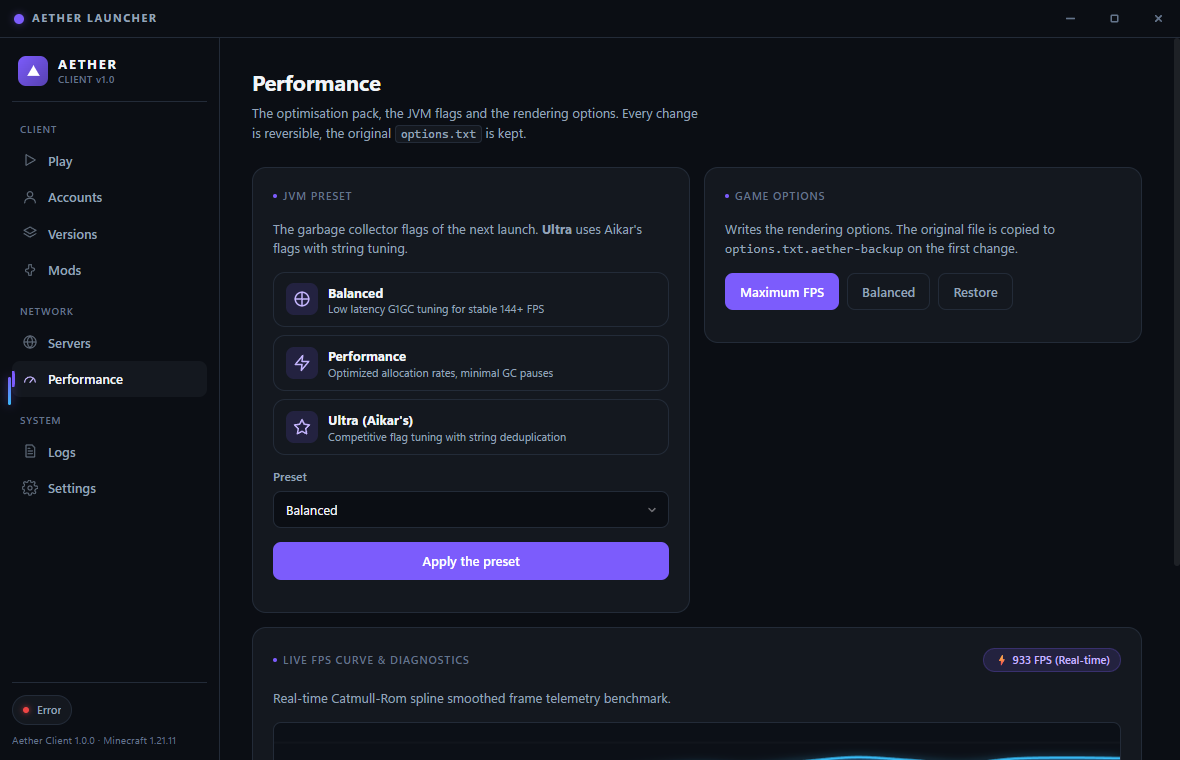 AETHER LAUNCHER
AETHER
CLIENT v1.0
CLIENT
Play
Accounts
Versions
Mods
NETWORK
Servers
Performance
SYSTEM
Logs
Settings
Error
Aether Client 1.0.0 · Minecraft 1.21.11
Performance
The optimisation pack, the JVM flags and the rendering options. Every change
is reversible, the original options.txt is kept.
JVM PRESET
The garbage collector flags of the next launch. Ultra uses Aikar's
flags with string tuning.
Balanced
Low latency G1GC tuning for stable 144+ FPS
Performance
Optimized allocation rates, minimal GC pauses
Ultra (Aikar's)
Competitive flag tuning with string deduplication
Preset
Balanced
Apply the preset
GAME OPTIONS
Writes the rendering options. The original file is copied to
options.txt.aether-backup on the first change.
Maximum FPS
Balanced
Restore
LIVE FPS CURVE & DIAGNOSTICS
933 FPS (Real-time)
Real-time Catmull-Rom spline smoothed frame telemetry benchmark.